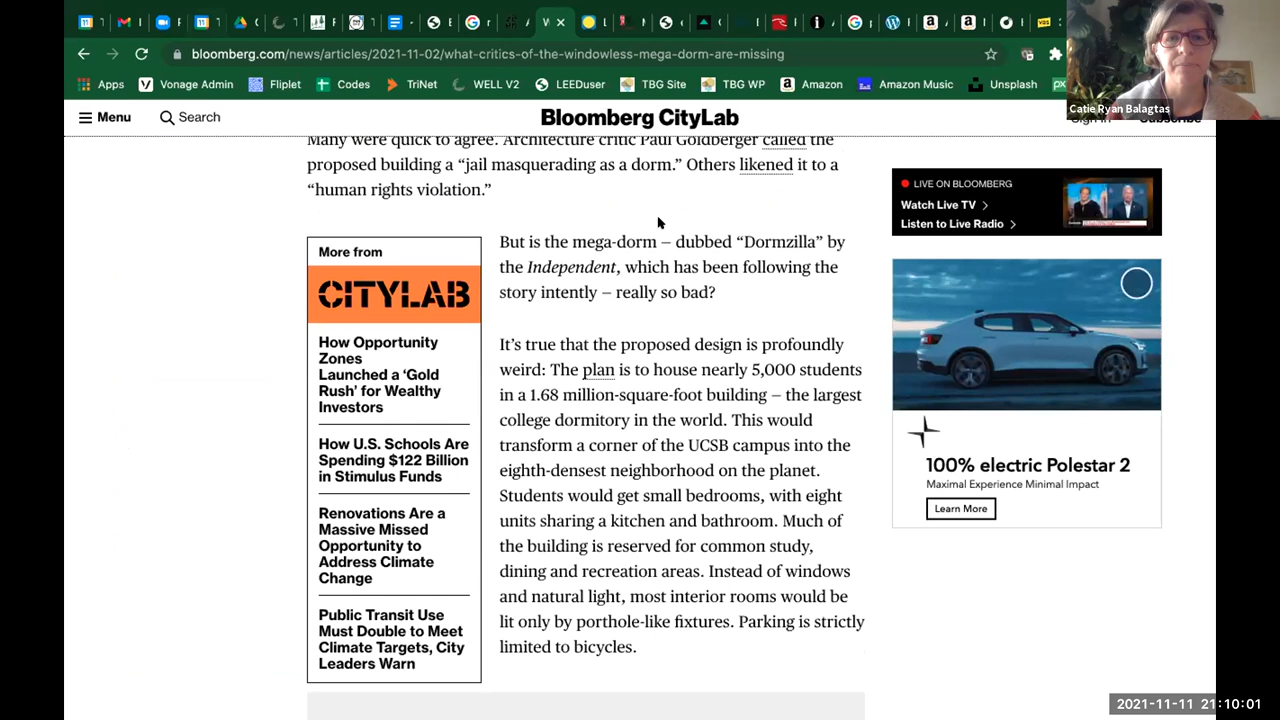 bloomberg.com/news/articles/2021-11-02/what-critics-of-the-windowless-mega-dorm-are-missing
Apps
Vonage Admin
Fliplet
Codes
TriNet
WELL V2
LEEDuser
TBG Site
TBG WP
Amazon
Amazon Music
Unsplash
Catie Ryan Balagtas
Menu
Search
Bloomberg CityLab
Sign In
Subscribe
Many were quick to agree. Architecture critic Paul Goldberger called the
proposed building a “jail masquerading as a dorm.” Others likened it to a
“human rights violation.”
More from
CITYLAB
How Opportunity
Zones
Launched a ‘Gold
Rush’ for Wealthy
Investors
How U.S. Schools Are
Spending $122 Billion
in Stimulus Funds
Renovations Are a
Massive Missed
Opportunity to
Address Climate
Change
Public Transit Use
Must Double to Meet
Climate Targets, City
Leaders Warn
But is the mega-dorm – dubbed “Dormzilla” by
the Independent, which has been following the
story intently – really so bad?
It’s true that the proposed design is profoundly
weird: The plan is to house nearly 5,000 students
in a 1.68 million-square-foot building – the largest
college dormitory in the world. This would
transform a corner of the UCSB campus into the
eighth-densest neighborhood on the planet.
Students would get small bedrooms, with eight
units sharing a kitchen and bathroom. Much of
the building is reserved for common study,
dining and recreation areas. Instead of windows
and natural light, most interior rooms would be
lit only by porthole-like fixtures. Parking is strictly
limited to bicycles.
LIVE ON BLOOMBERG
Watch Live TV
Listen to Live Radio
100% electric Polestar 2
Maximal Experience Minimal Impact
Learn More
2021-11-11 21:10:01